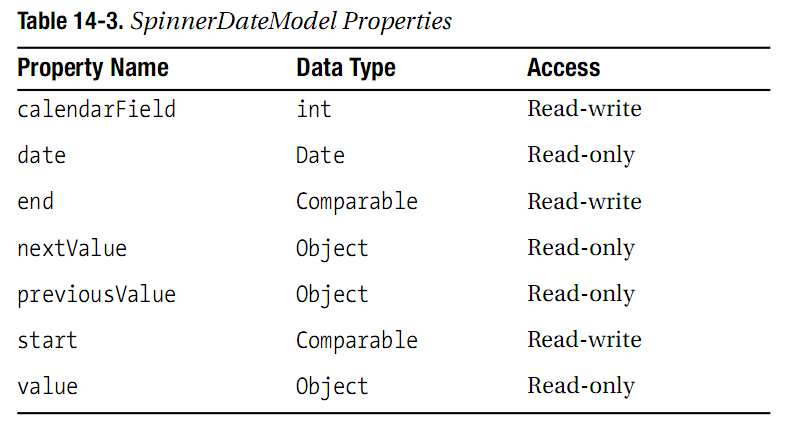 Table 14-3. SpinnerDateModel Properties
Property Name Data Type Access
calendarField int Read-write
date Date Read-only
end Comparable Read-write
nextValue Object Read-only
previousValue Object Read-only
start Comparable Read-write
value Object Read-only